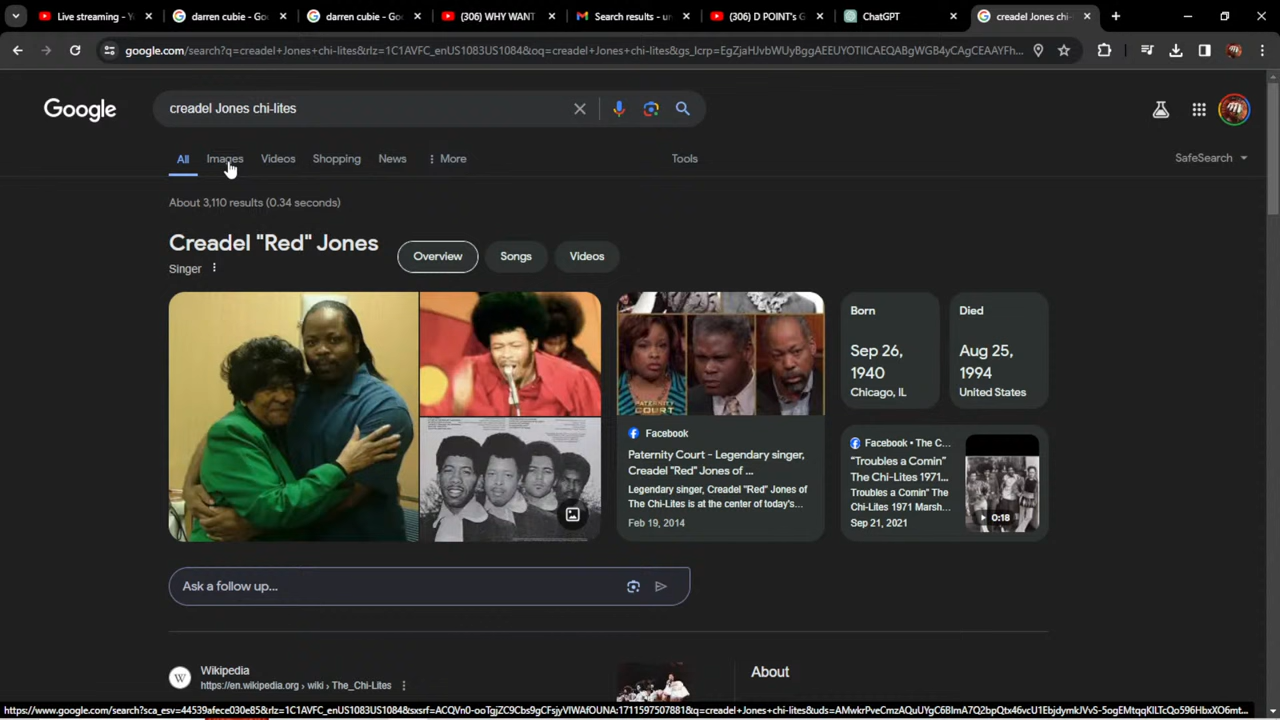 Live streaming - Y
darren cubie - Goo
darren cubie - Goo
(306) WHY WANT
Search results - un
(306) D POINT's G
ChatGPT
creadel Jones chi-
google.com/search?q=creadel+Jones+chi-lites&rlz=1C1AVFC_enUS1083US1084&oq=creadel+Jones+chi-lites&gs_lcrp=EgZjaHJvbWUyBggAEEUYOTIICAEQABgWGB4yCAgCEAAYFh...
Google
creadel Jones chi-lites
All
Images
Videos
Shopping
News
More
Tools
SafeSearch
About 3,110 results (0.34 seconds)
Creadel "Red" Jones
Singer
Overview
Songs
Videos
PATERNITY
COURT
Facebook
Paternity Court - Legendary singer,
Creadel "Red" Jones of ...
Legendary singer, Creadel "Red" Jones of
The Chi-Lites is at the center of today's...
Feb 19, 2014
Born
Sep 26,
1940
Chicago, IL
Died
Aug 25,
1994
United States
Facebook • The C...
"Troubles a Comin"
The Chi-Lites 1971...
Troubles a Comin" The
Chi-Lites 1971 Marsh...
Sep 21, 2021
0:18
Ask a follow up...
W
Wikipedia
https://en.wikipedia.org › wiki › The_Chi-Lites
About